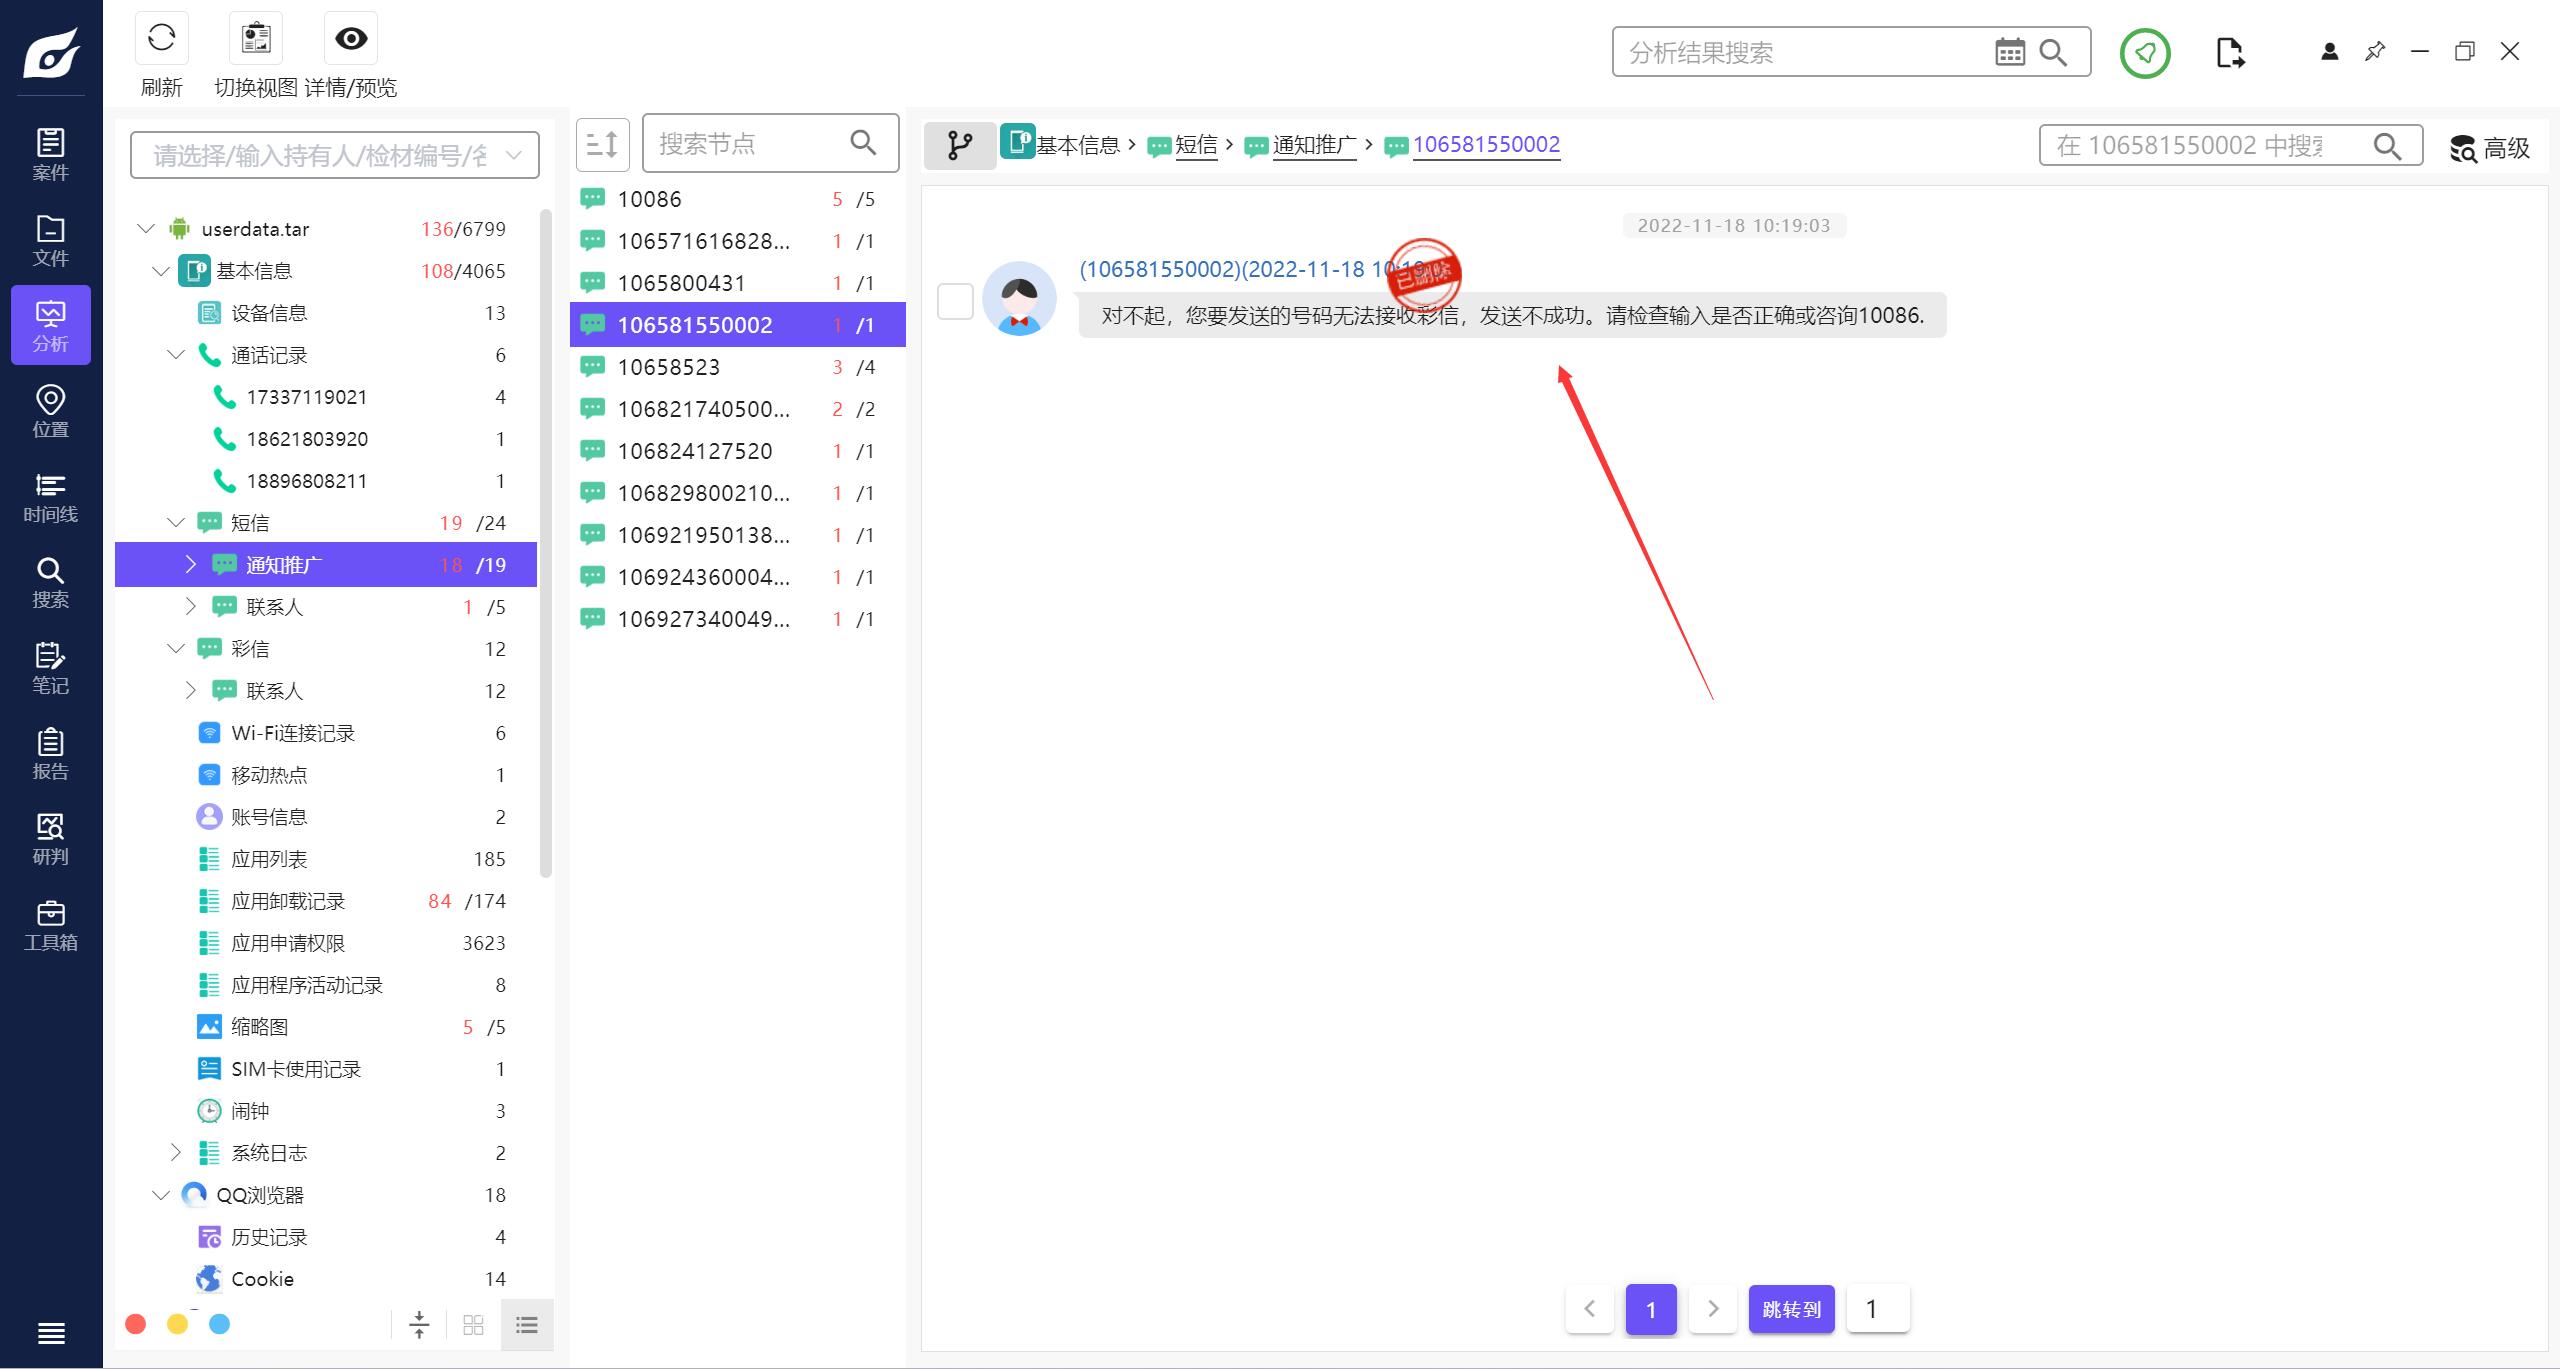 刷新
切换视图
详情/预览
分析结果搜索
案件
文件
分析
位置
时间线
搜索
笔记
报告
研判
工具箱
请选择/输入持有人/检材编号/名
userdata.tar 136/6799
基本信息 108/4065
设备信息 13
通话记录 6
17337119021 4
18621803920 1
18896808211 1
短信 19 /24
通知推广 18 /19
联系人 1 /5
彩信 12
联系人 12
Wi-Fi连接记录 6
移动热点 1
账号信息 2
应用列表 185
应用卸载记录 84 /174
应用申请权限 3623
应用程序活动记录 8
缩略图 5 /5
SIM卡使用记录 1
闹钟 3
系统日志 2
QQ浏览器 18
历史记录 4
Cookie 14
搜索节点
10086 5 /5
106571616828... 1 /1
1065800431 1 /1
106581550002 1 /1
10658523 3 /4
106821740500... 2 /2
106824127520 1 /1
106829800210... 1 /1
106921950138... 1 /1
106924360004... 1 /1
106927340049... 1 /1
基本信息 › 短信 › 通知推广 › 106581550002
在 106581550002 中搜索
高级
2022-11-18 10:19:03
(106581550002)(2022-11-18 10:19
已删除
对不起，您要发送的号码无法接收彩信，发送不成功。请检查输入是否正确或咨询10086.
1
跳转到
1